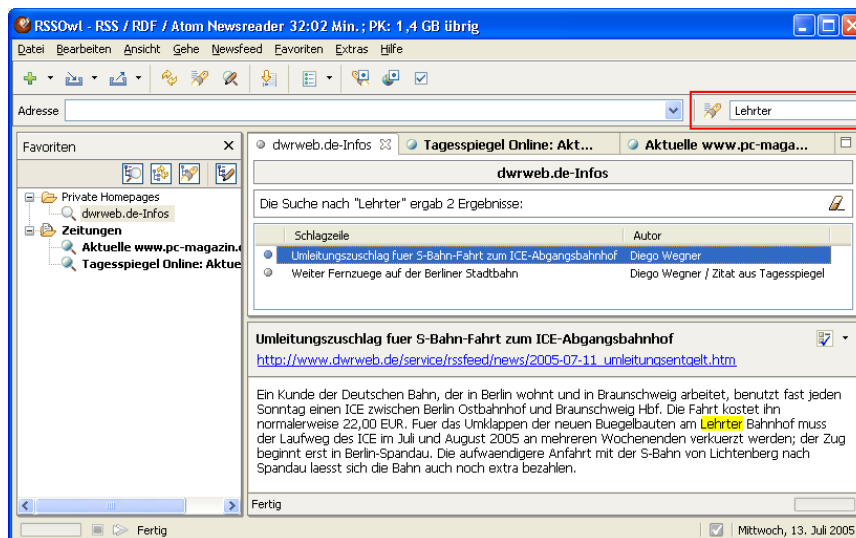 RSSOwl - RSS / RDF / Atom Newsreader 32:02 Min.; PK: 1,4 GB übrig
Datei Bearbeiten Ansicht Gehe Newsfeed Favoriten Extras Hilfe
Adresse
Lehrter
Favoriten
Private Homepages
dwrweb.de-Infos
Zeitungen
Aktuelle www.pc-magazin.
Tagesspiegel Online: Aktue
dwrweb.de-Infos
Tagesspiegel Online: Akt...
Aktuelle www.pc-maga...
dwrweb.de-Infos
Die Suche nach "Lehrter" ergab 2 Ergebnisse:
Schlagzeile Autor
Umleitungszuschlag fuer S-Bahn-Fahrt zum ICE-Abgangsbahnhof Diego Wegner
Weiter Fernzuege auf der Berliner Stadtbahn Diego Wegner / Zitat aus Tagesspiegel
Umleitungszuschlag fuer S-Bahn-Fahrt zum ICE-Abgangsbahnhof
http://www.dwrweb.de/service/rssfeed/news/2005-07-11_umleitungsentgelt.htm
Ein Kunde der Deutschen Bahn, der in Berlin wohnt und in Braunschweig arbeitet, benutzt fast jeden
Sonntag einen ICE zwischen Berlin Ostbahnhof und Braunschweig Hbf. Die Fahrt kostet ihn
normalerweise 22,00 EUR. Fuer das Umklappen der neuen Buegelbauten am Lehrter Bahnhof muss
der Laufweg des ICE im Juli und August 2005 an mehreren Wochenenden verkuerzt werden; der Zug
beginnt erst in Berlin-Spandau. Die aufwaendigere Anfahrt mit der S-Bahn von Lichtenberg nach
Spandau laesst sich die Bahn auch noch extra bezahlen.
Fertig
Fertig
Mittwoch, 13. Juli 2005